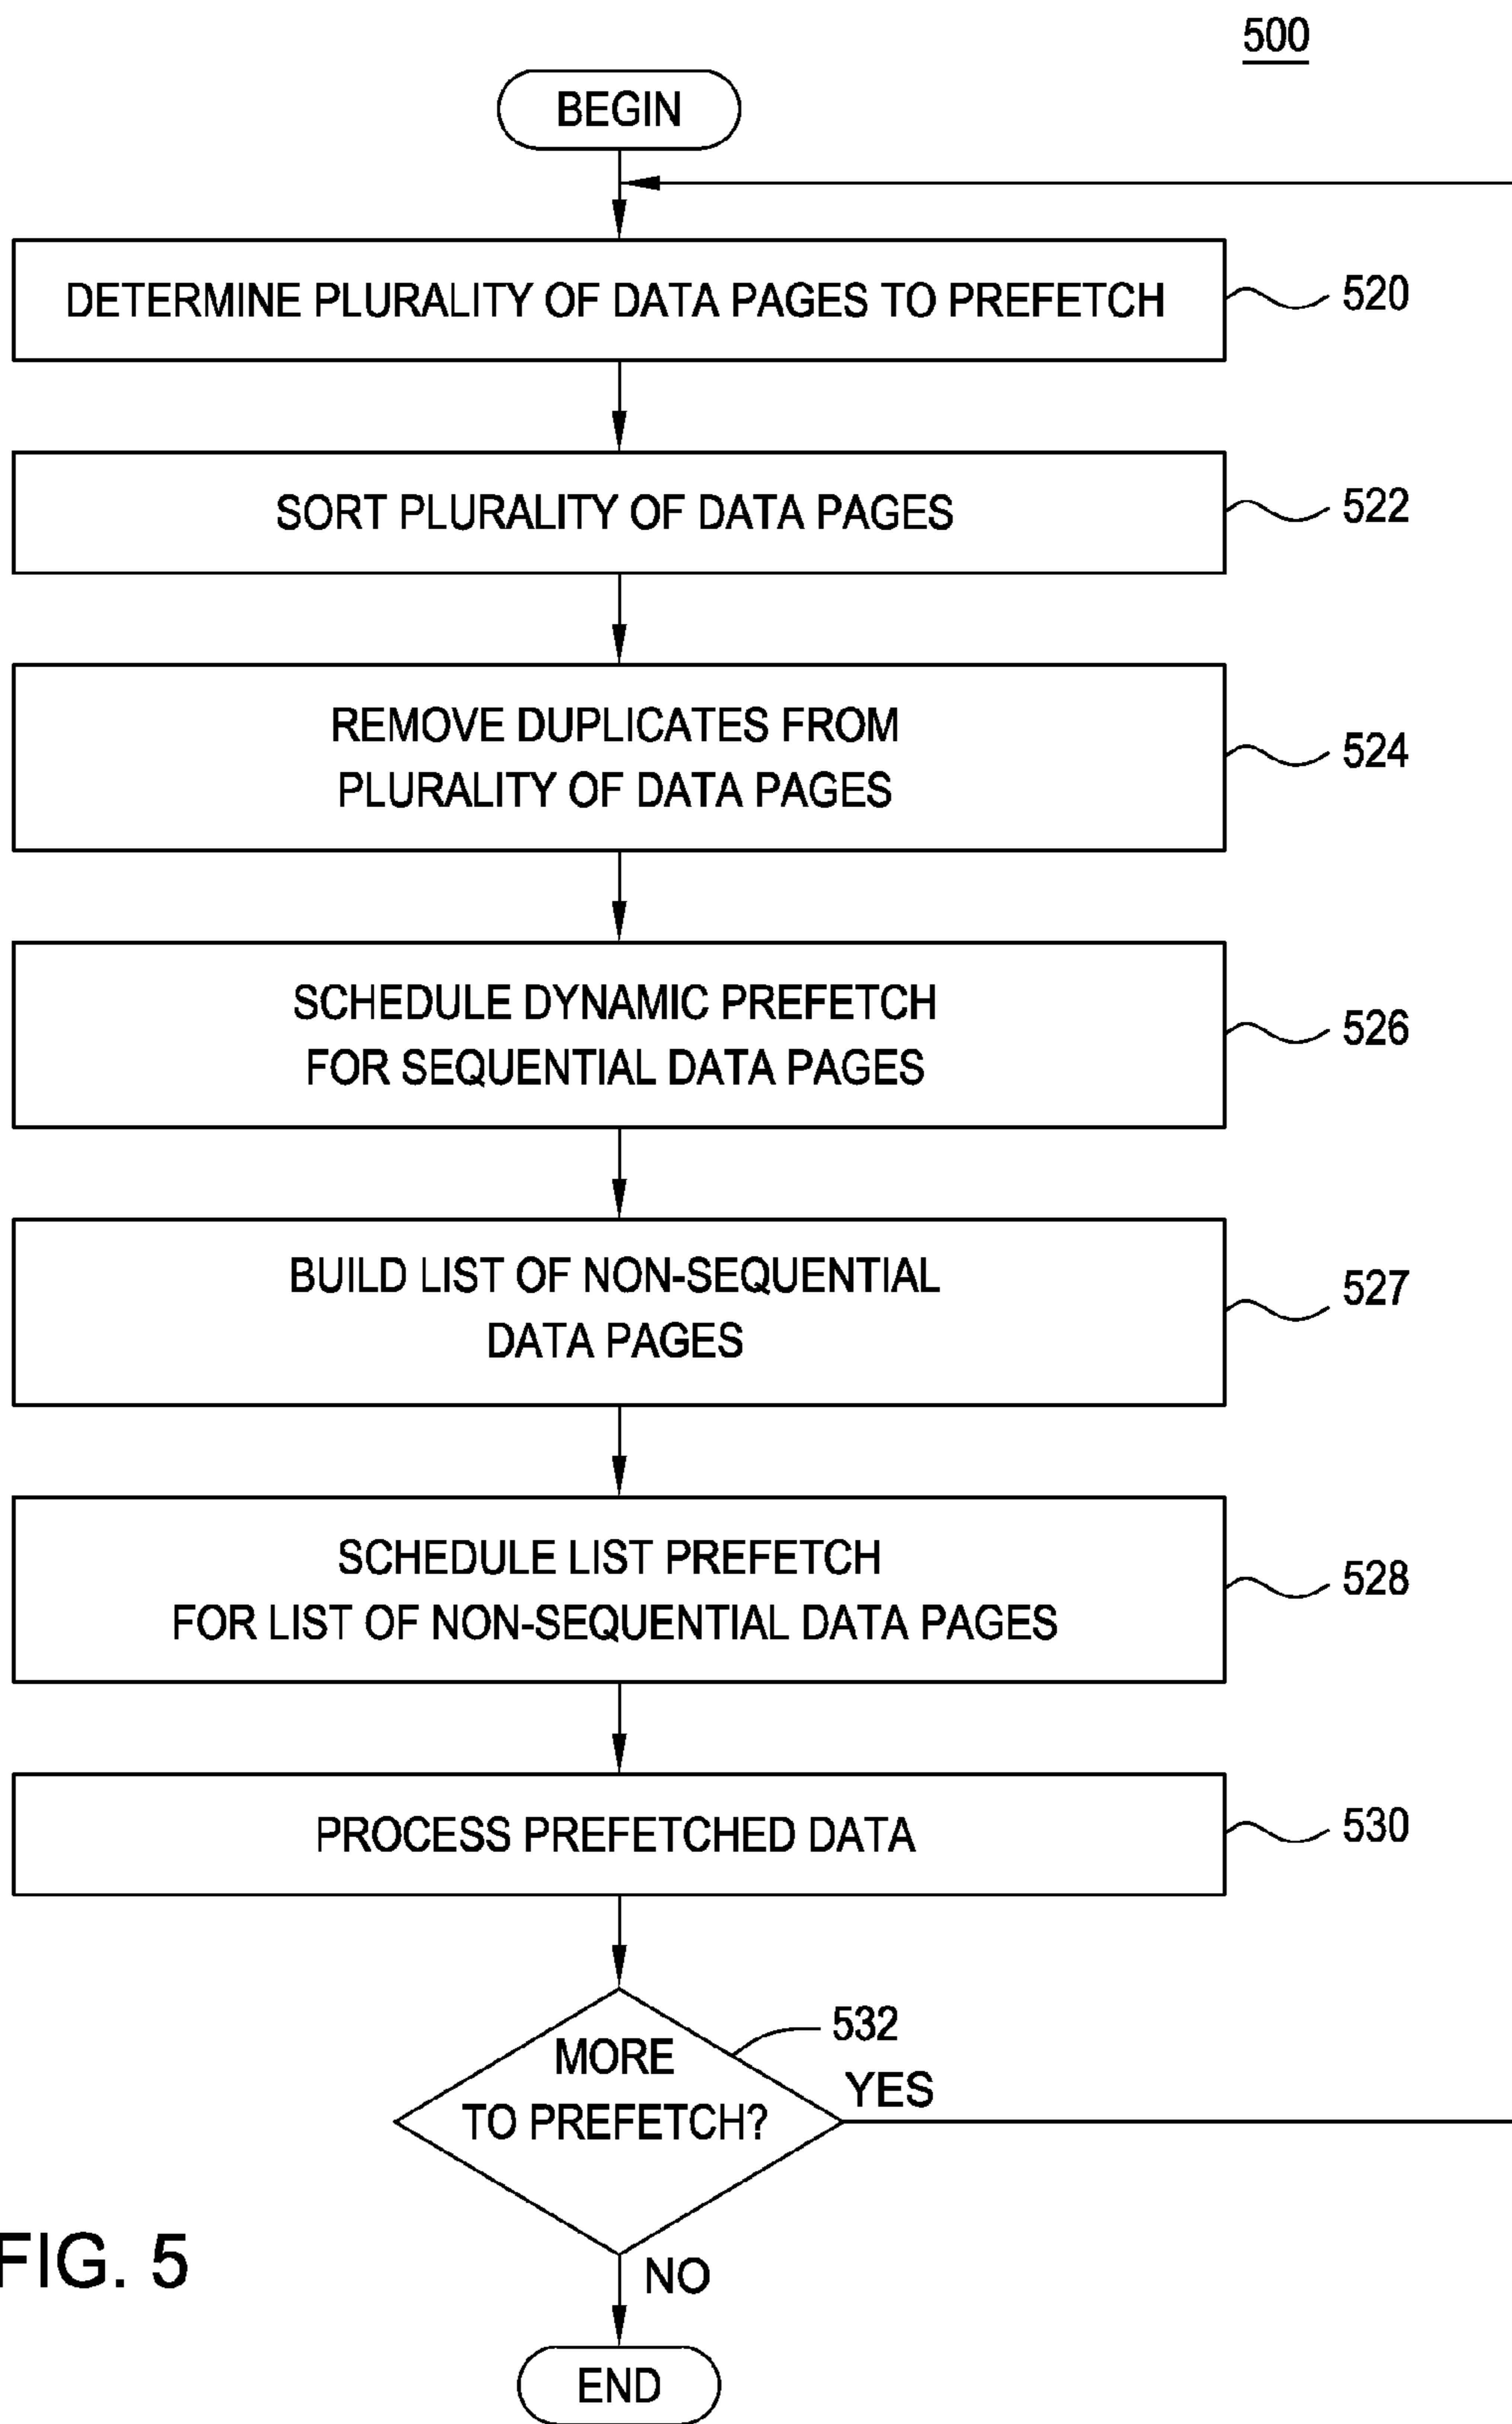 500
BEGIN
DETERMINE PLURALITY OF DATA PAGES TO PREFETCH
520
SORT PLURALITY OF DATA PAGES
522
REMOVE DUPLICATES FROM
PLURALITY OF DATA PAGES
524
SCHEDULE DYNAMIC PREFETCH
FOR SEQUENTIAL DATA PAGES
526
BUILD LIST OF NON-SEQUENTIAL
DATA PAGES
527
SCHEDULE LIST PREFETCH
FOR LIST OF NON-SEQUENTIAL DATA PAGES
528
PROCESS PREFETCHED DATA
530
532
MORE
TO PREFETCH?
YES
NO
FIG. 5
END